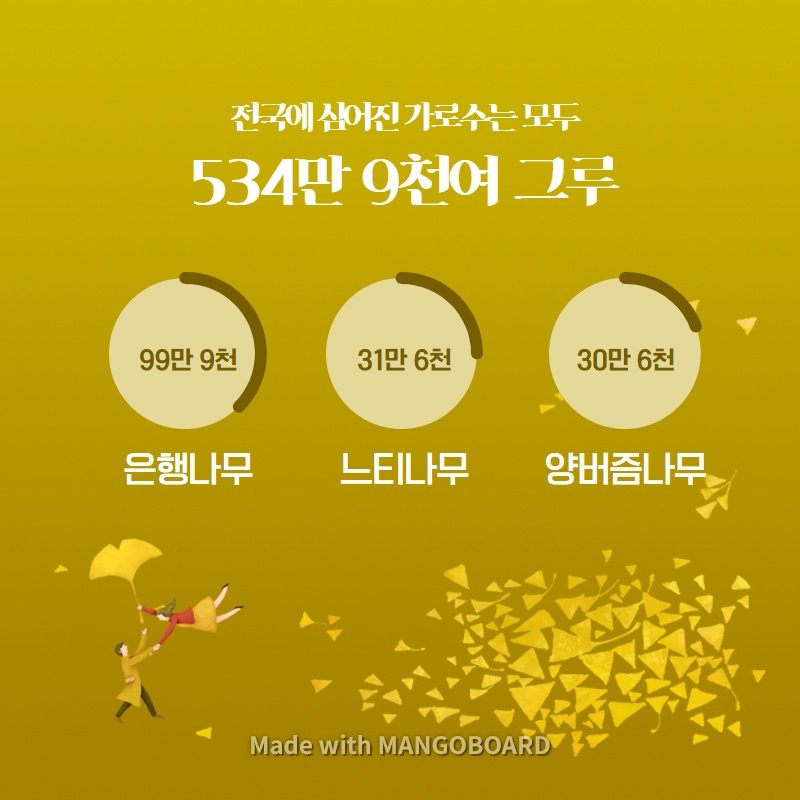 전국에 심어진 가로수는 모두
534만 9천여 그루
99만 9천
31만 6천
30만 6천
은행나무
느티나무
양버즘나무
Made with MANGOBOARD